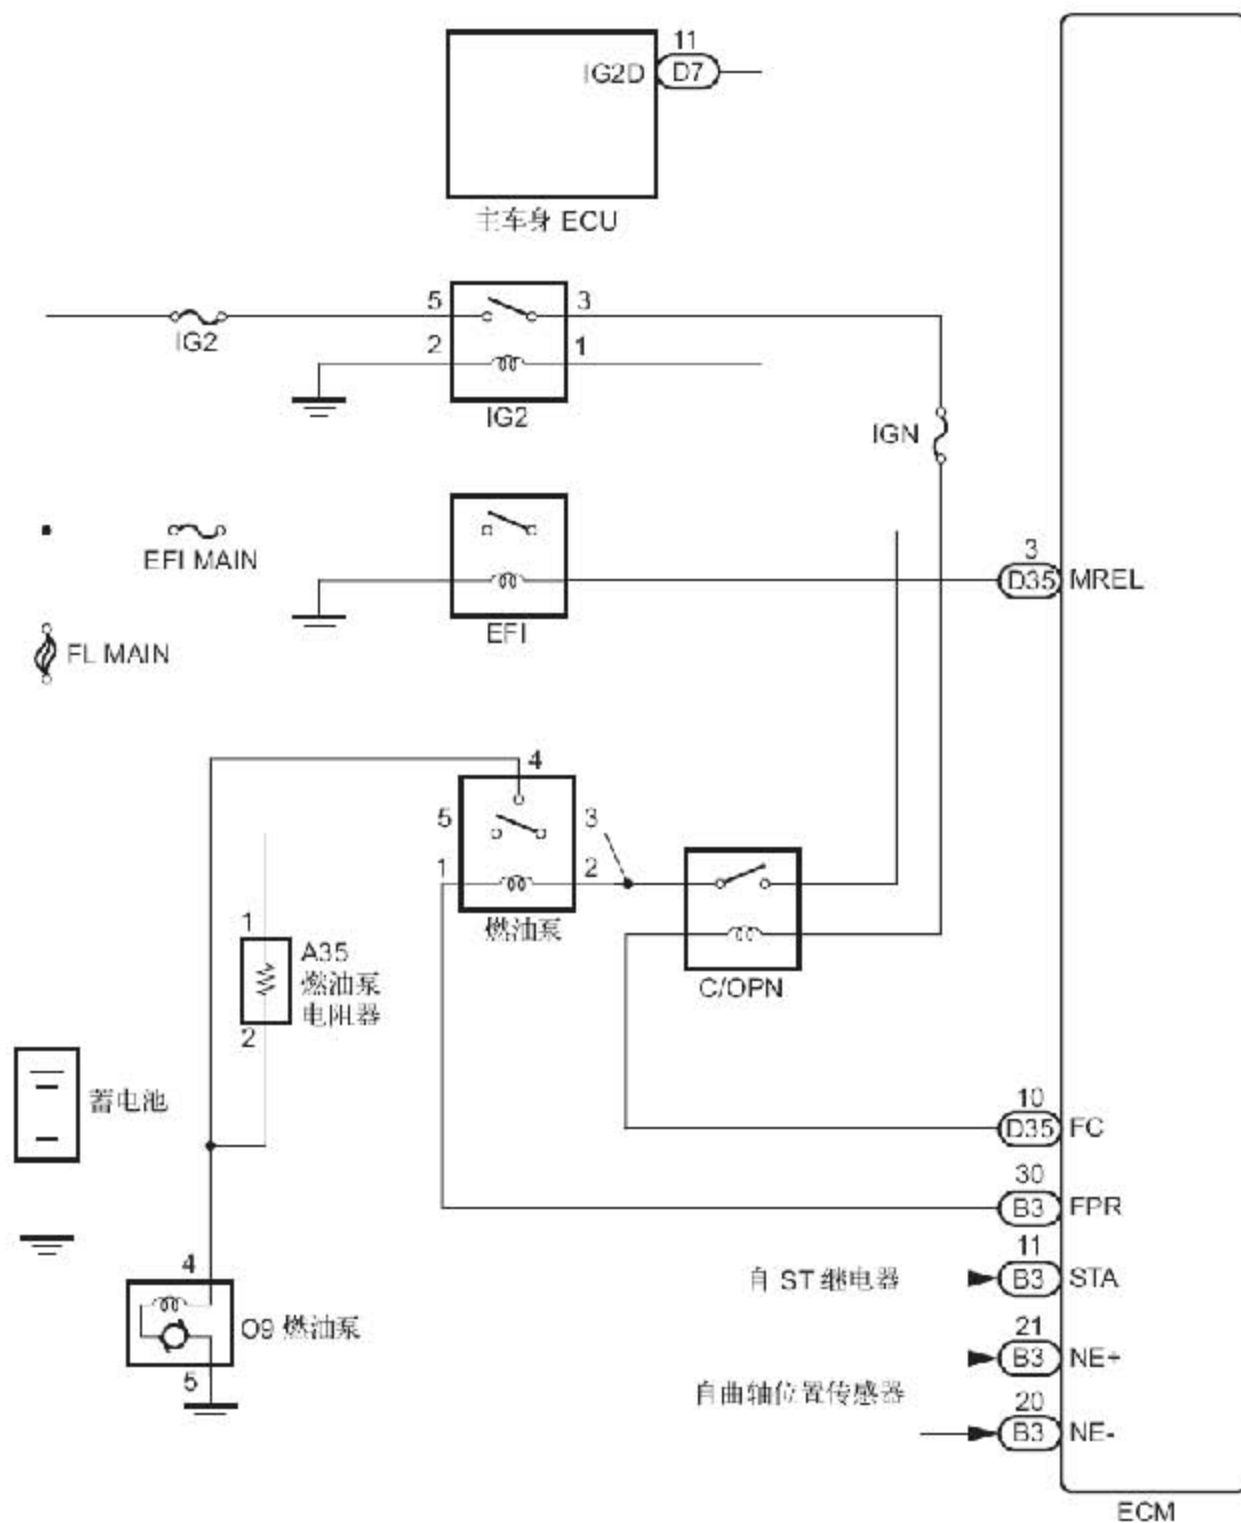 11
IG2D D7
主车身 ECU
5 3
IG2
2 1
IG2
IGN
EFI MAIN
3
D35 MREL
EFI
FL MAIN
4
5 3
1 2
燃油泵
C/OPN
1
A35
燃油泵
电阻器
2
蓄电池
10
D35 FC
30
B3 FPR
11
自 ST 继电器 B3 STA
21
B3 NE+
自曲轴位置传感器
20
B3 NE-
4
O9 燃油泵
5
ECM